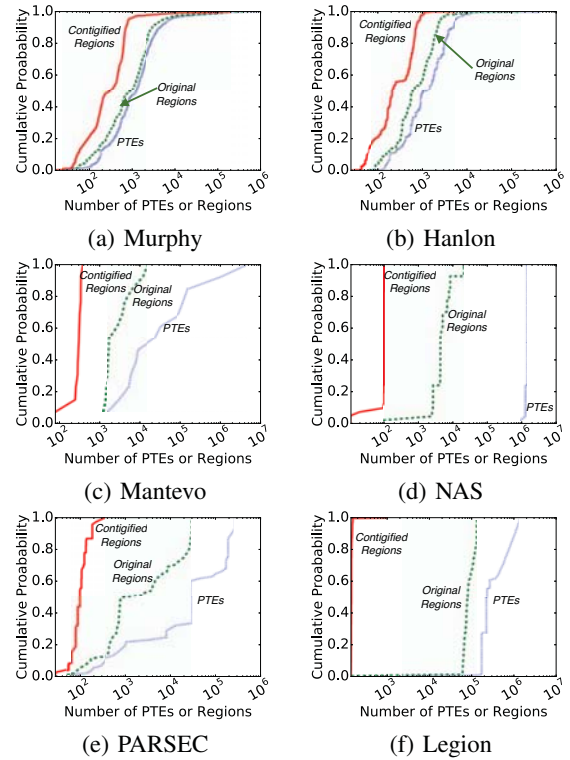 Cumulative Proabability
1.0
0.8
0.6
0.4
0.2
0.0
Contigified
Regions
Original
Regions
PTEs
10^2 10^3 10^4 10^5 10^6
Number of PTEs or Regions
(a) Murphy
Cumulative Proabability
1.0
0.8
0.6
0.4
0.2
0.0
Contigified
Regions
Original
Regions
PTEs
10^2 10^3 10^4 10^5 10^6
Number of PTEs or Regions
(b) Hanlon
Cumulative Proabability
1.0
0.8
0.6
0.4
0.2
0.0
Contigified
Regions
Original
Regions
PTEs
10^2 10^3 10^4 10^5 10^6 10^7
Number of PTEs or Regions
(c) Mantevo
Cumulative Proabability
1.0
0.8
0.6
0.4
0.2
0.0
Contigified
Regions
Original
Regions
PTEs
10^1 10^2 10^3 10^4 10^5 10^6 10^7
Number of PTEs or Regions
(d) NAS
Cumulative Proabability
1.0
0.8
0.6
0.4
0.2
0.0
Contigified
Regions
Original
Regions
PTEs
10^2 10^3 10^4 10^5 10^6
Number of PTEs or Regions
(e) PARSEC
Cumulative Proabability
1.0
0.8
0.6
0.4
0.2
0.0
Contigified
Regions
Original
Regions
PTEs
10^3 10^4 10^5 10^6 10^7
Number of PTEs or Regions
(f) Legion